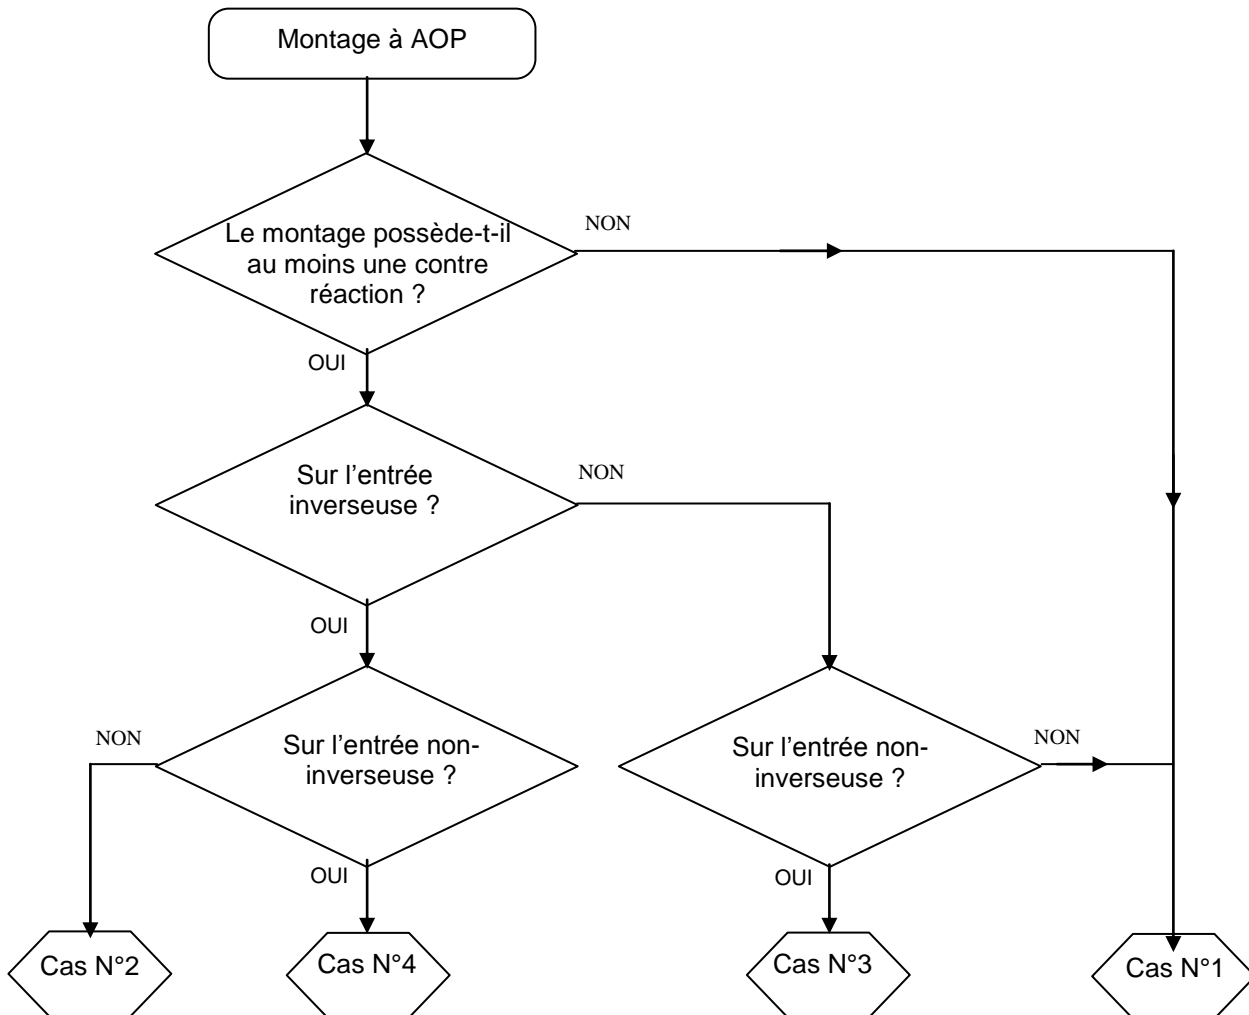 Montage à AOP
Le montage possède-t-il
au moins une contre
réaction ?
NON
OUI
Sur l'entrée
inverseuse ?
NON
OUI
Sur l'entrée non-
inverseuse ?
NON
OUI
Sur l'entrée non-
inverseuse ?
NON
OUI
Cas N°2
Cas N°4
Cas N°3
Cas N°1